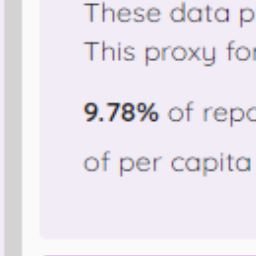 These data p
This proxy for
9.78% of repo
of per capita